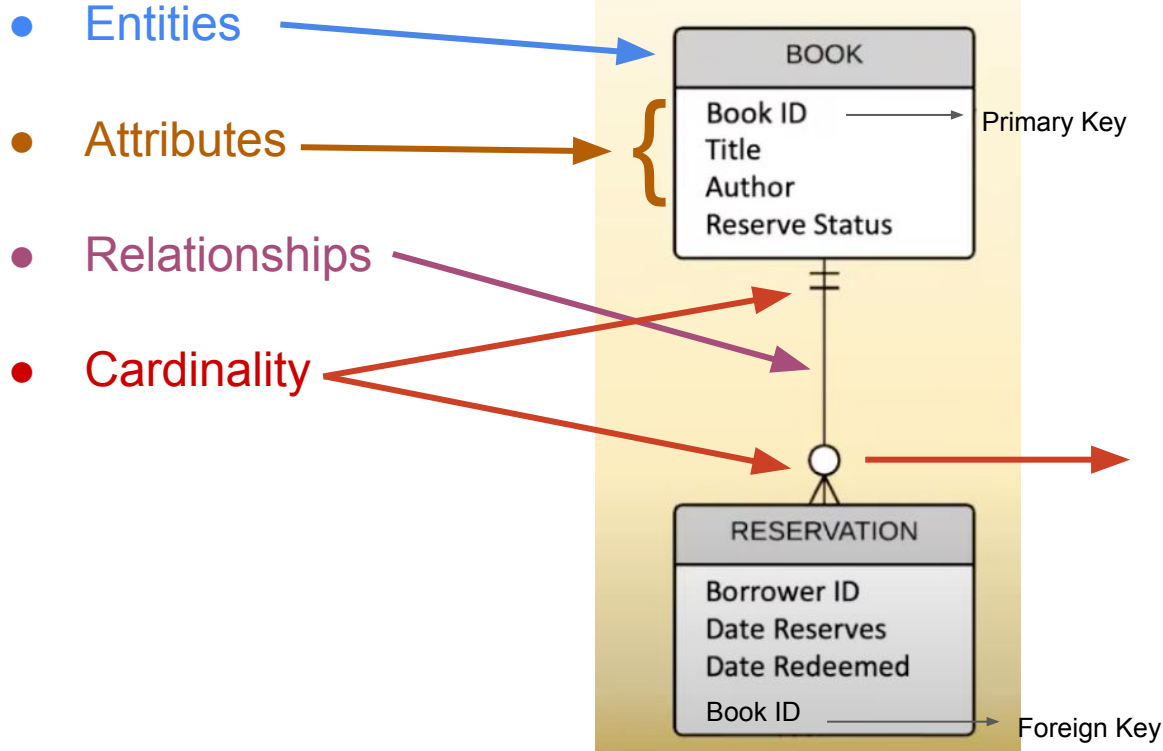 ● Entities
● Attributes
● Relationships
● Cardinality
BOOK
Book ID
Title
Author
Reserve Status
Primary Key
RESERVATION
Borrower ID
Date Reserves
Date Redeemed
Book ID
Foreign Key